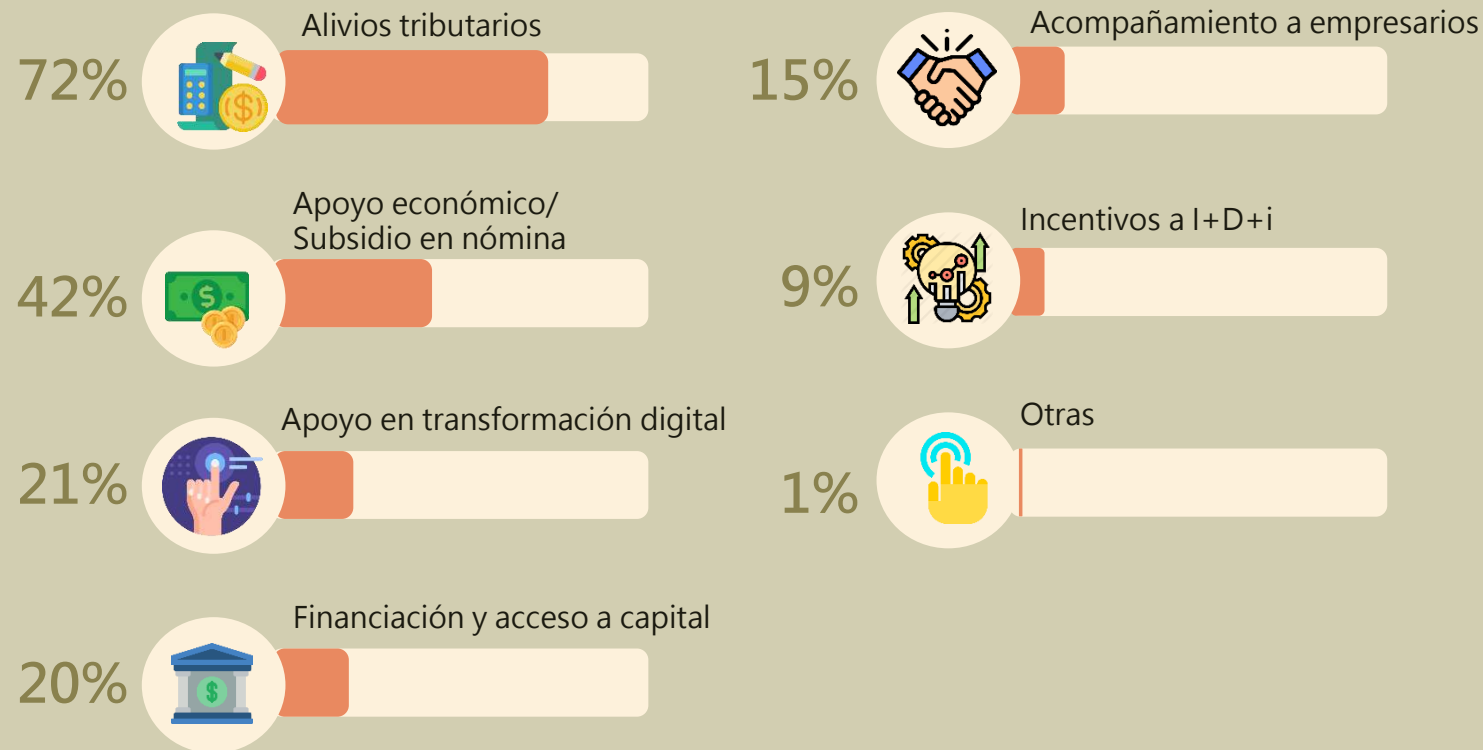 Alivios tributarios
72%
Apoyo económico/
Subsidio en nómina
42%
Apoyo en transformación digital
21%
Financiación y acceso a capital
20%
Acompañamiento a empresarios
15%
Incentivos a I+D+i
9%
Otras
1%